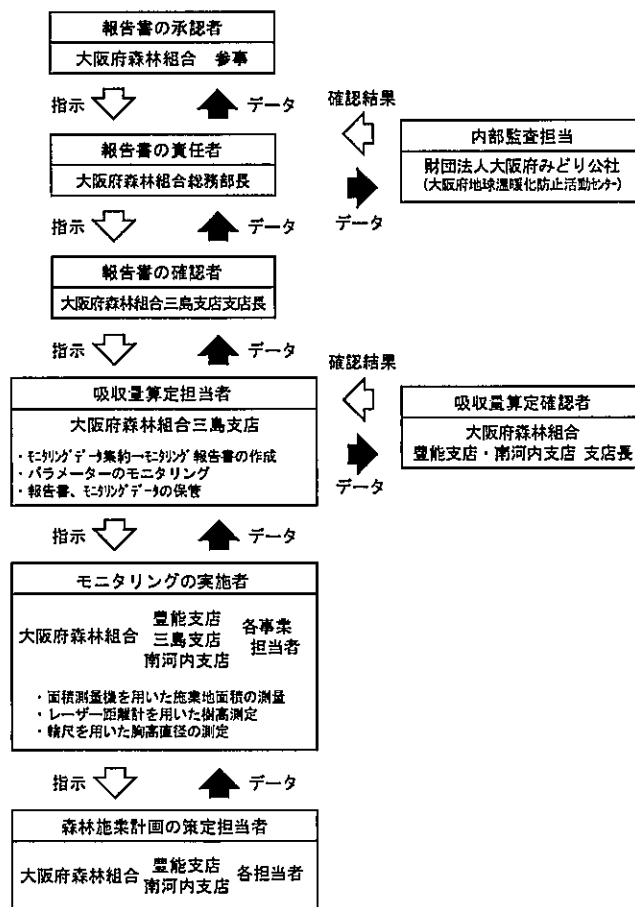 報告書の承認者
大阪府森林組合 参事
指示
データ
確認結果
報告書の責任者
大阪府森林組合総務部長
内部監査担当
財団法人大阪府みどり公社
(大阪府地球温暖化防止活動センター)
データ
指示
データ
報告書の確認者
大阪府森林組合三島支店支店長
指示
データ
確認結果
吸収量算定担当者
大阪府森林組合三島支店
・モニタリングデータ集約→モニタリング報告書の作成
・パラメーターのモニタリング
・報告書、モニタリングデータの保管
吸収量算定確認者
大阪府森林組合
豊能支店・南河内支店 支店長
データ
指示
データ
モニタリングの実施者
大阪府森林組合
豊能支店
三島支店
南河内支店
各事業
担当者
・面積測量機を用いた施業地面積の測量
・レーザー距離計を用いた樹高測定
・輪尺を用いた胸高直径の測定
指示
データ
森林施業計画の策定担当者
大阪府森林組合
豊能支店
南河内支店
各担当者